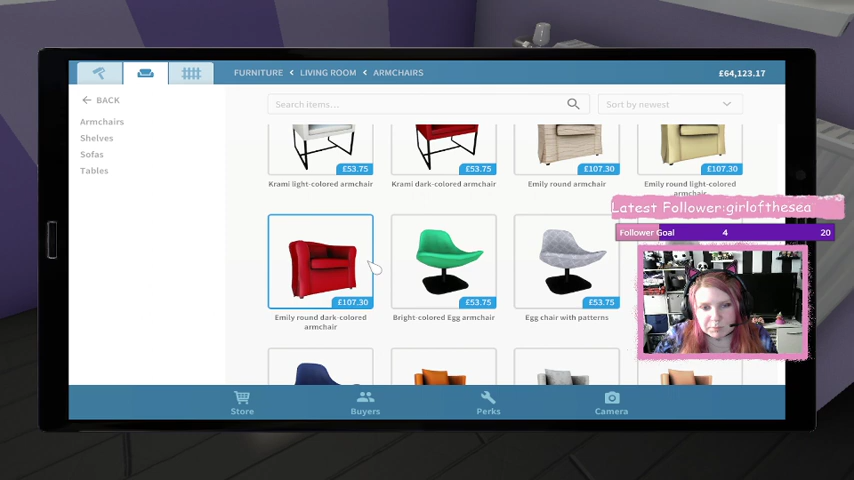 FURNITURE < LIVING ROOM < ARMCHAIRS
£64,123.17
BACK
Armchairs
Shelves
Sofas
Tables
Search items...
Sort by newest
£53.75
£53.75
£107.30
£107.30
Krami light-colored armchair
Krami dark-colored armchair
Emily round armchair
Emily round light-colored
Latest Follower:girlofthesea
Follower Goal
4
20
£107.30
£53.75
£53.75
Emily round dark-colored
armchair
Bright-colored Egg armchair
Egg chair with patterns
Store
Buyers
Perks
Camera